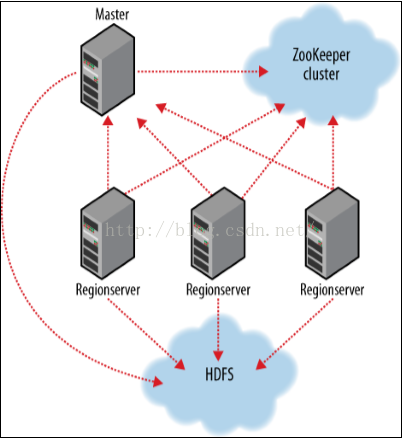 Master
ZooKeeper
cluster
http://blog.csdn.net
Regionserver
Regionserver
Regionserver
HDFS